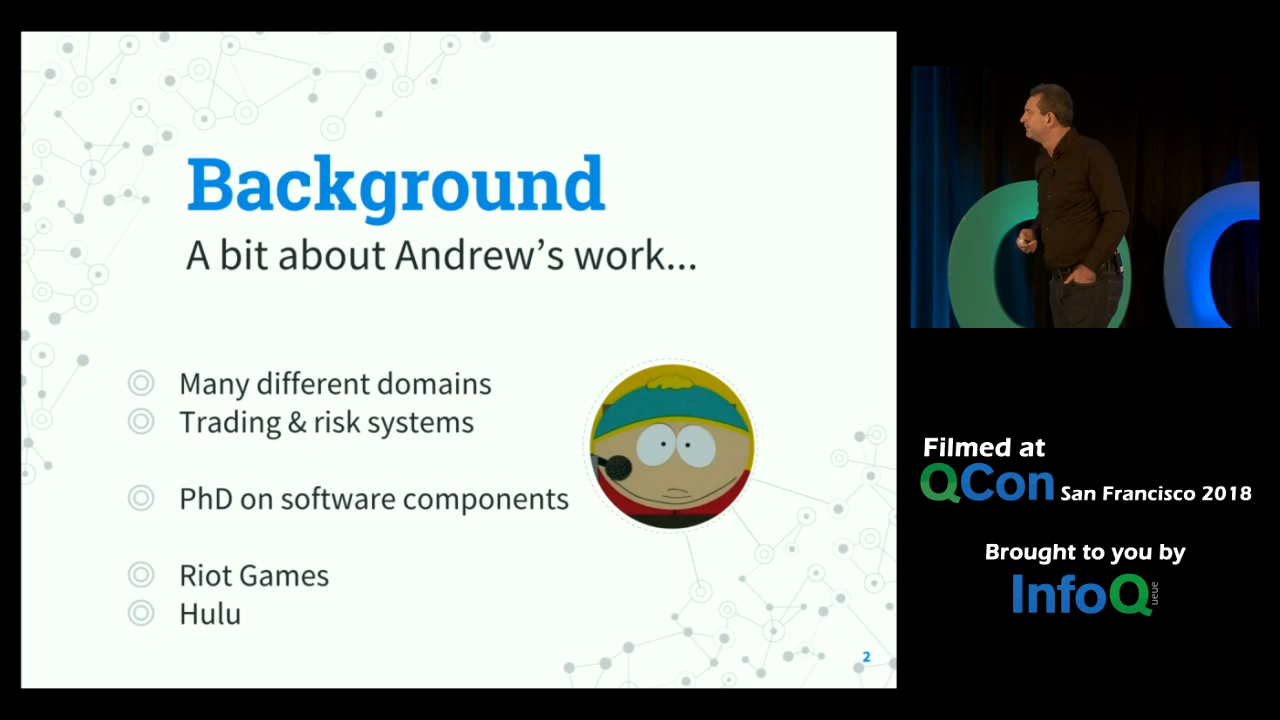 Background
A bit about Andrew's work...
Many different domains
Trading & risk systems
PhD on software components
Riot Games
Hulu
2
Filmed at
QCon San Francisco 2018
Brought to you by
InfoQ
ueue